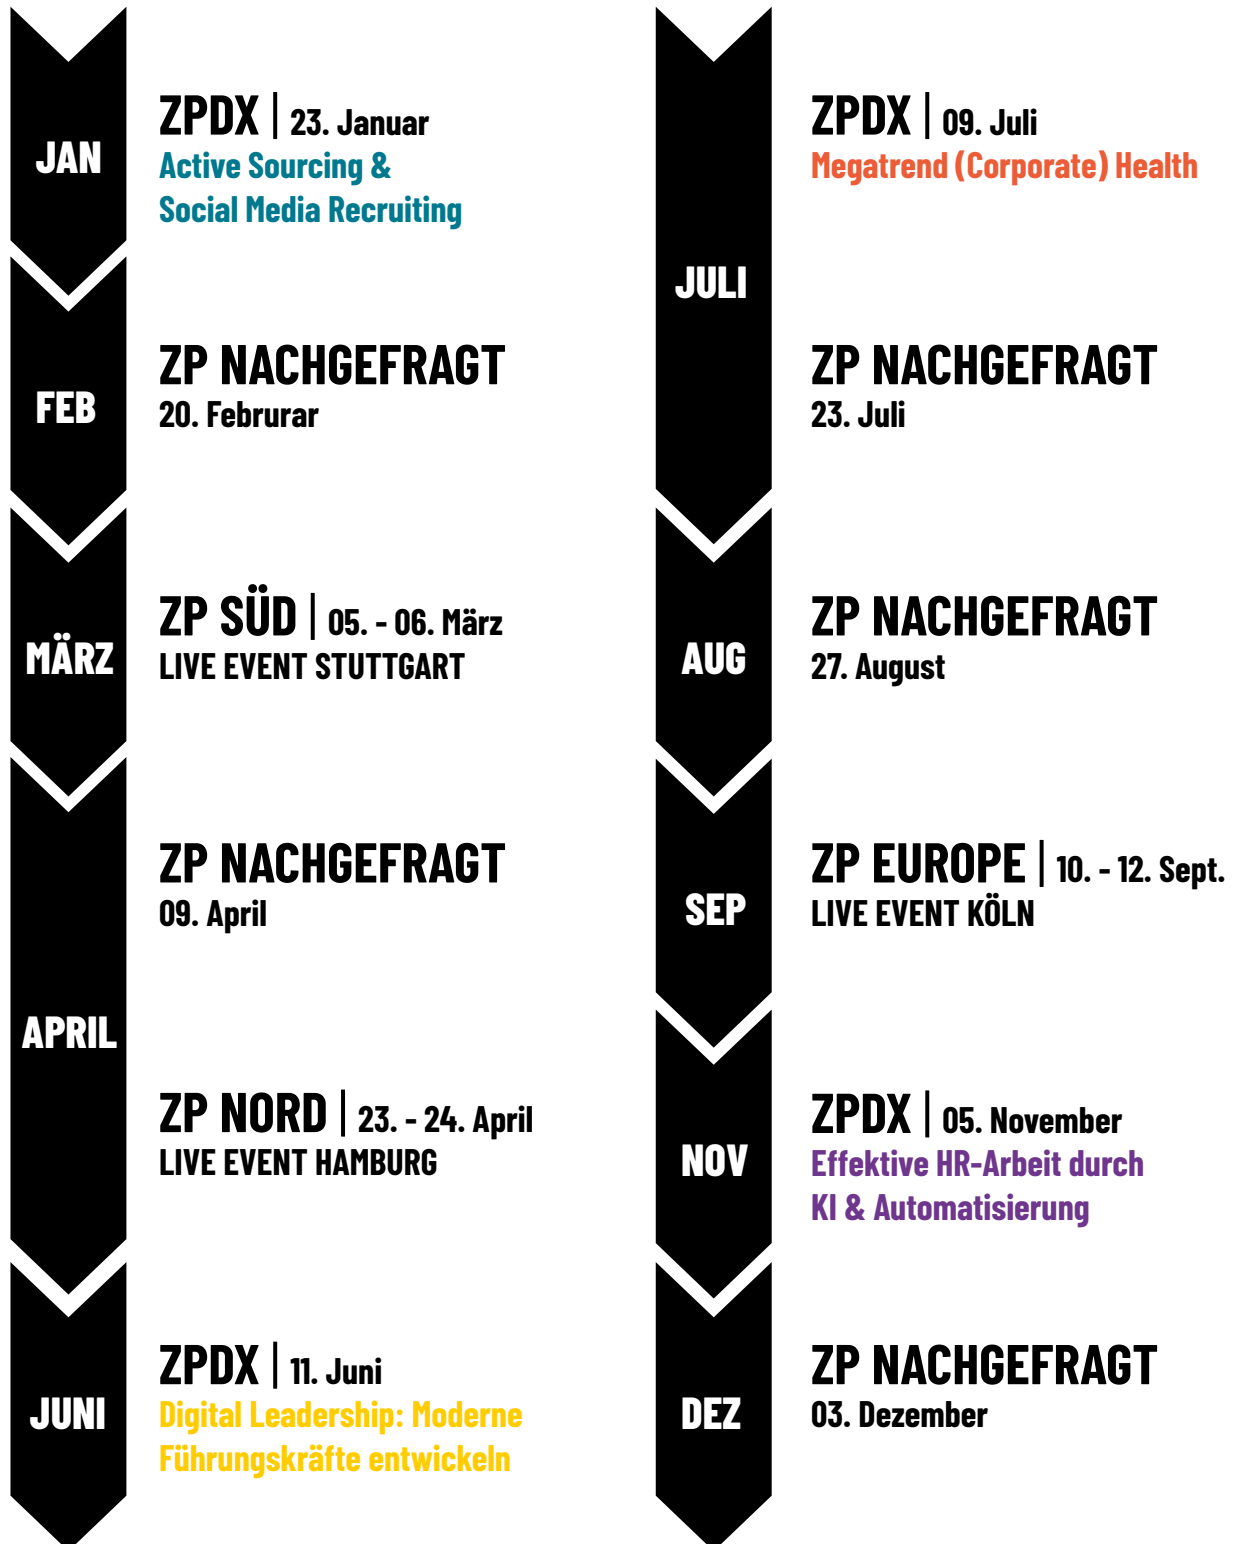 JAN
ZPDX | 23. Januar
Active Sourcing &
Social Media Recruiting
FEB
ZP NACHGEFRAGT
20. Februrar
MÄRZ
ZP SÜD | 05. - 06. März
LIVE EVENT STUTTGART
APRIL
ZP NACHGEFRAGT
09. April
ZP NORD | 23. - 24. April
LIVE EVENT HAMBURG
JUNI
ZPDX | 11. Juni
Digital Leadership: Moderne
Führungskräfte entwickeln
JULI
ZPDX | 09. Juli
Megatrend (Corporate) Health
ZP NACHGEFRAGT
23. Juli
AUG
ZP NACHGEFRAGT
27. August
SEP
ZP EUROPE | 10. - 12. Sept.
LIVE EVENT KÖLN
NOV
ZPDX | 05. November
Effektive HR-Arbeit durch
KI & Automatisierung
DEZ
ZP NACHGEFRAGT
03. Dezember